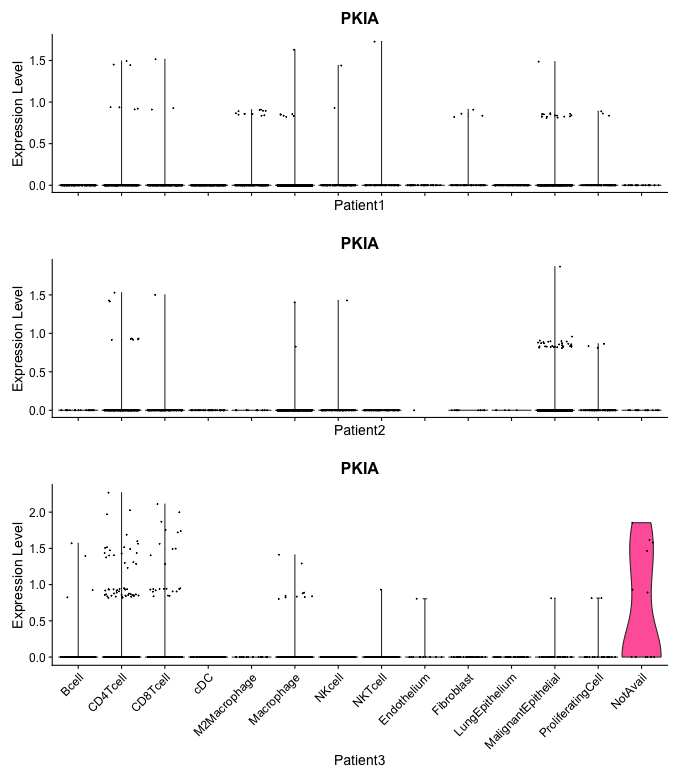 PKIA
Expression Level
1.5
1.0
0.5
0.0
Patient1
PKIA
Expression Level
1.5
1.0
0.5
0.0
Patient2
PKIA
Expression Level
2.0
1.5
1.0
0.5
0.0
Bcell
CD4Tcell
CD8Tcell
cDC
M2Macrophage
Macrophage
NKcell
NKTcell
Endothelium
Fibroblast
LungEpithelium
MalignantEpithelial
ProliferatingCell
NotAvail
Patient3